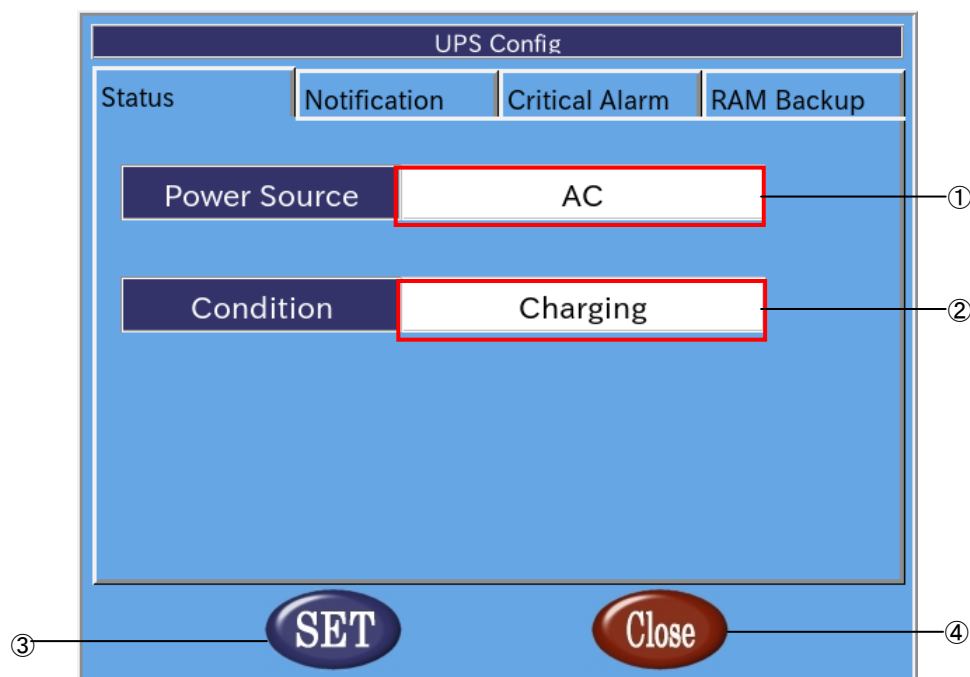 UPS Config
Status Notification Critical Alarm RAM Backup
Power Source AC ①
Condition Charging ②
③ SET Close ④